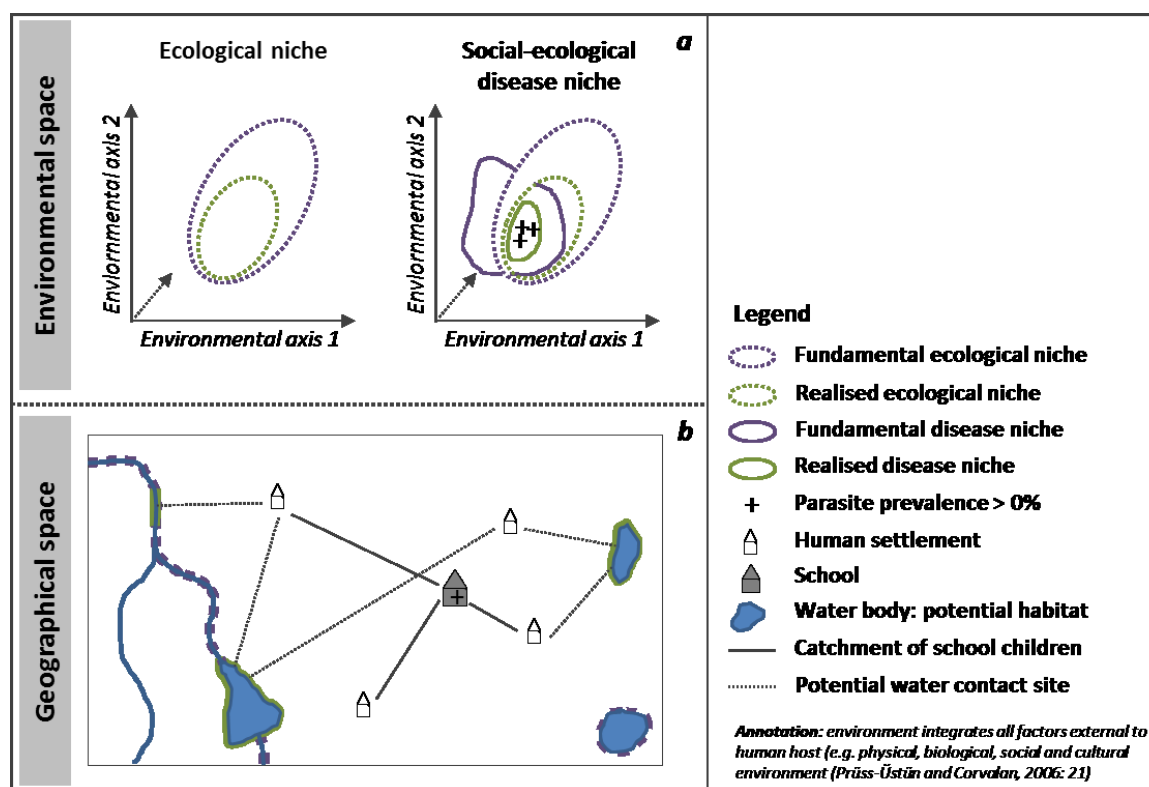 Environmental space
Ecological niche
Social-ecological
disease niche
a
Enviornmental axis 2
Environmental axis 1
Enviornmental axis 2
Environmental axis 1
Geographical space
b
Legend
Fundamental ecological niche
Realised ecological niche
Fundamental disease niche
Realised disease niche
Parasite prevalence > 0%
Human settlement
School
Water body: potential habitat
Catchment of school children
Potential water contact site
Annotation: environment integrates all factors external to
human host (e.g. physical, biological, social and cultural
environment (Prüss-Üstün and Corvalan, 2006: 21)